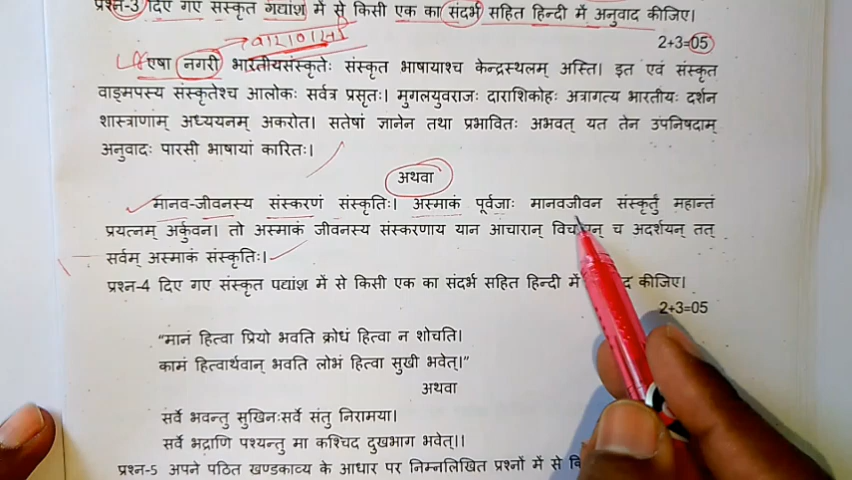 प्रश्न-3 दिए गए संस्कृत गद्यांश में से किसी एक का संदर्भ सहित हिन्दी में अनुवाद कीजिए।
2+3=05
एषा नगरी भारतीयसंस्कृतेः संस्कृत भाषायाश्च केन्द्रस्थलम् अस्ति। इत एवं संस्कृत
वाङ्मपस्य संस्कृतेश्च आलोकः सर्वत्र प्रसृतः। मुगलयुवराजः दाराशिकोहः अत्रागत्य भारतीयः दर्शन
शास्त्राणाम् अध्ययनम् अकरोत। सतेषां ज्ञानेन तथा प्रभावितः अभवत् यत तेन उपनिषदाम्
अनुवादः पारसी भाषायां कारितः।
अथवा
मानव-जीवनस्य संस्करणं संस्कृतिः। अस्माकं पूर्वजाः मानवजीवन संस्कृर्तुं महान्तं
प्रयत्नम् अर्कुवन। तो अस्माकं जीवनस्य संस्करणाय यान आचारान् च अदर्शयन् तत्
सर्वम् अस्माकं संस्कृतिः।
प्रश्न-4 दिए गए संस्कृत पद्यांश में से किसी एक का संदर्भ सहित हिन्दी में कीजिए।
2+3=05
“मानं हित्वा प्रियो भवति क्रोधं हित्वा न शोचति।
कामं हित्वार्थवान् भवति लोभं हित्वा सुखी भवेत्।”
अथवा
सर्वे भवन्तु सुखिनःसर्वे संतु निरामया।
सर्वे भद्राणि पश्यन्तु मा कश्चिद दुखभाग भवेत्।।
प्रश्न-5 अपने पठित खण्डकाव्य के आधार पर निम्नलिखित प्रश्नों में से